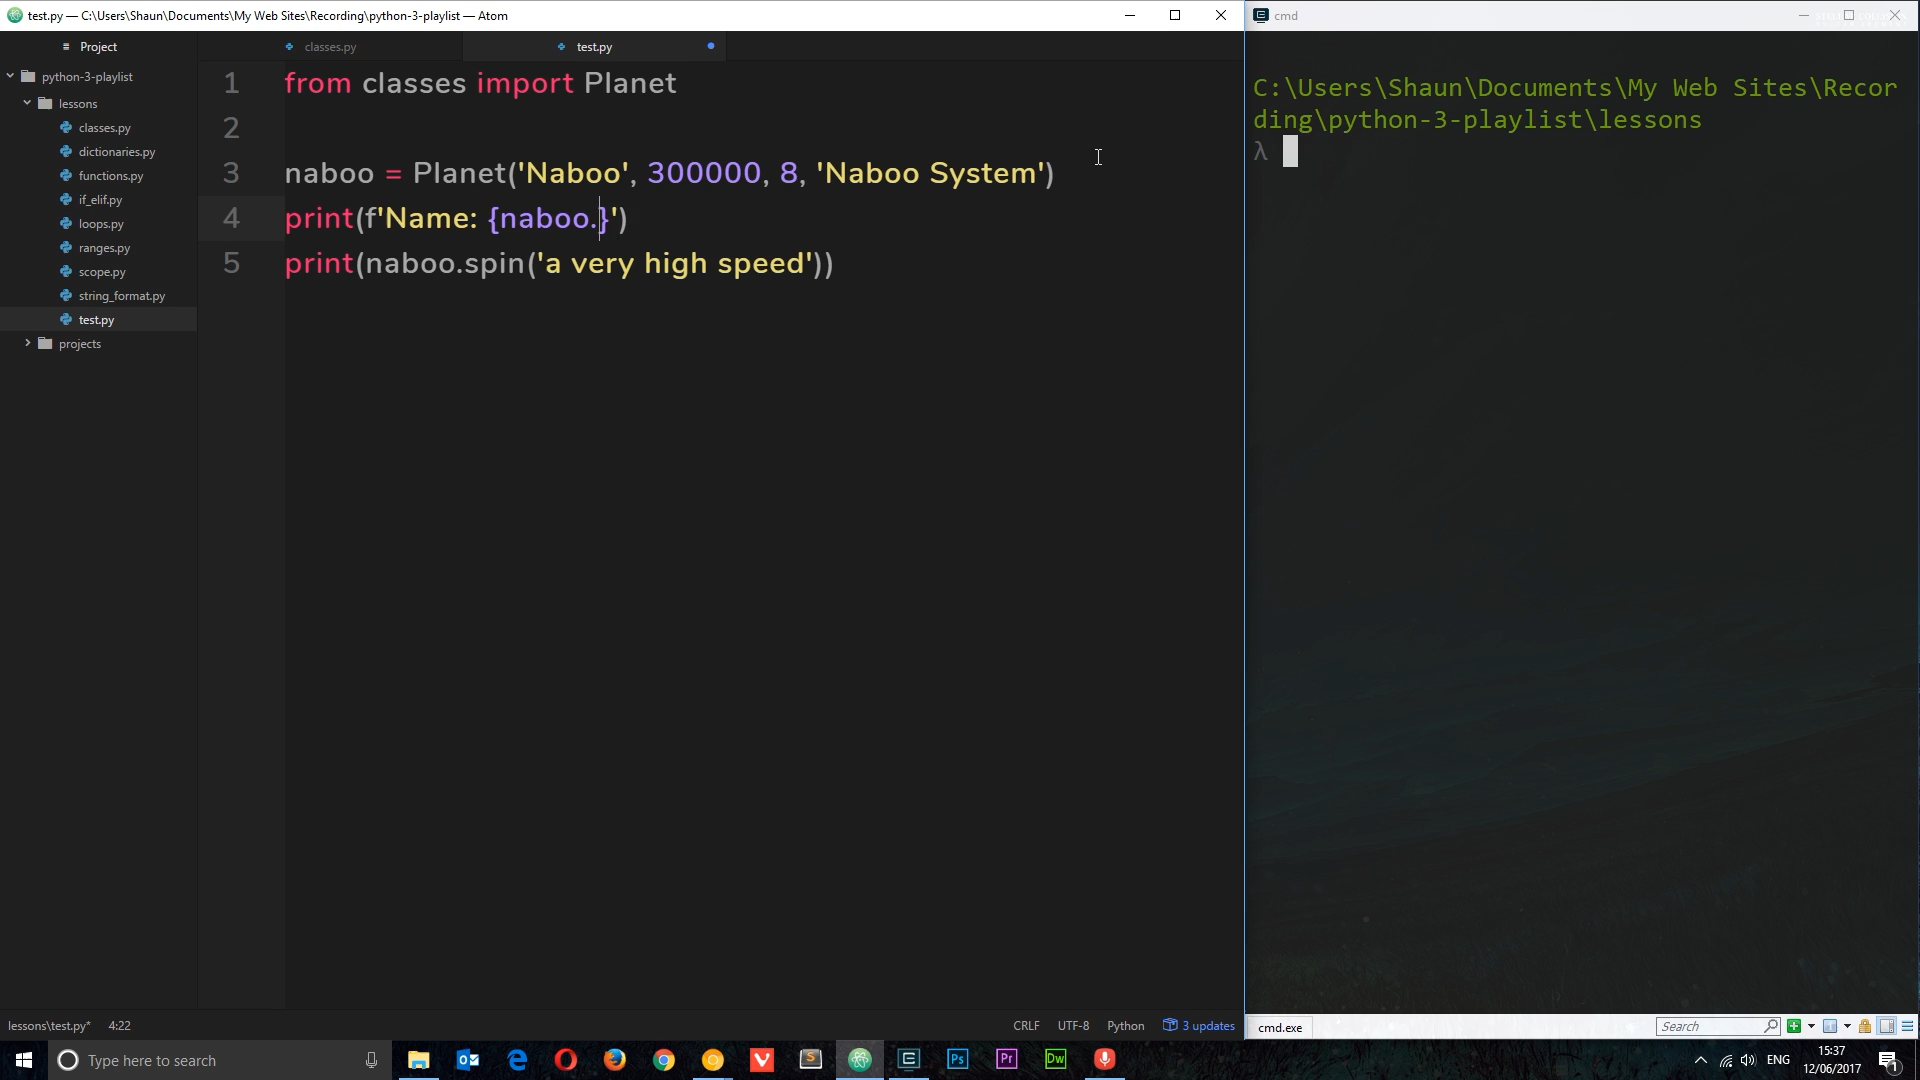 test.py — C:\Users\Shaun\Documents\My Web Sites\Recording\python-3-playlist — Atom
Project
python-3-playlist
lessons
classes.py
dictionaries.py
functions.py
if_elif.py
loops.py
ranges.py
scope.py
string_format.py
test.py
projects
classes.py
test.py
1 from classes import Planet
2
3 naboo = Planet('Naboo', 300000, 8, 'Naboo System')
4 print(f'Name: {naboo.}')
5 print(naboo.spin('a very high speed'))
lessons\test.py* 4:22
CRLF UTF-8 Python 3 updates
cmd
C:\Users\Shaun\Documents\My Web Sites\Recor
ding\python-3-playlist\lessons
λ
cmd.exe
Search
Type here to search
Ps
Pr
Dw
ENG
15:37
12/06/2017
1